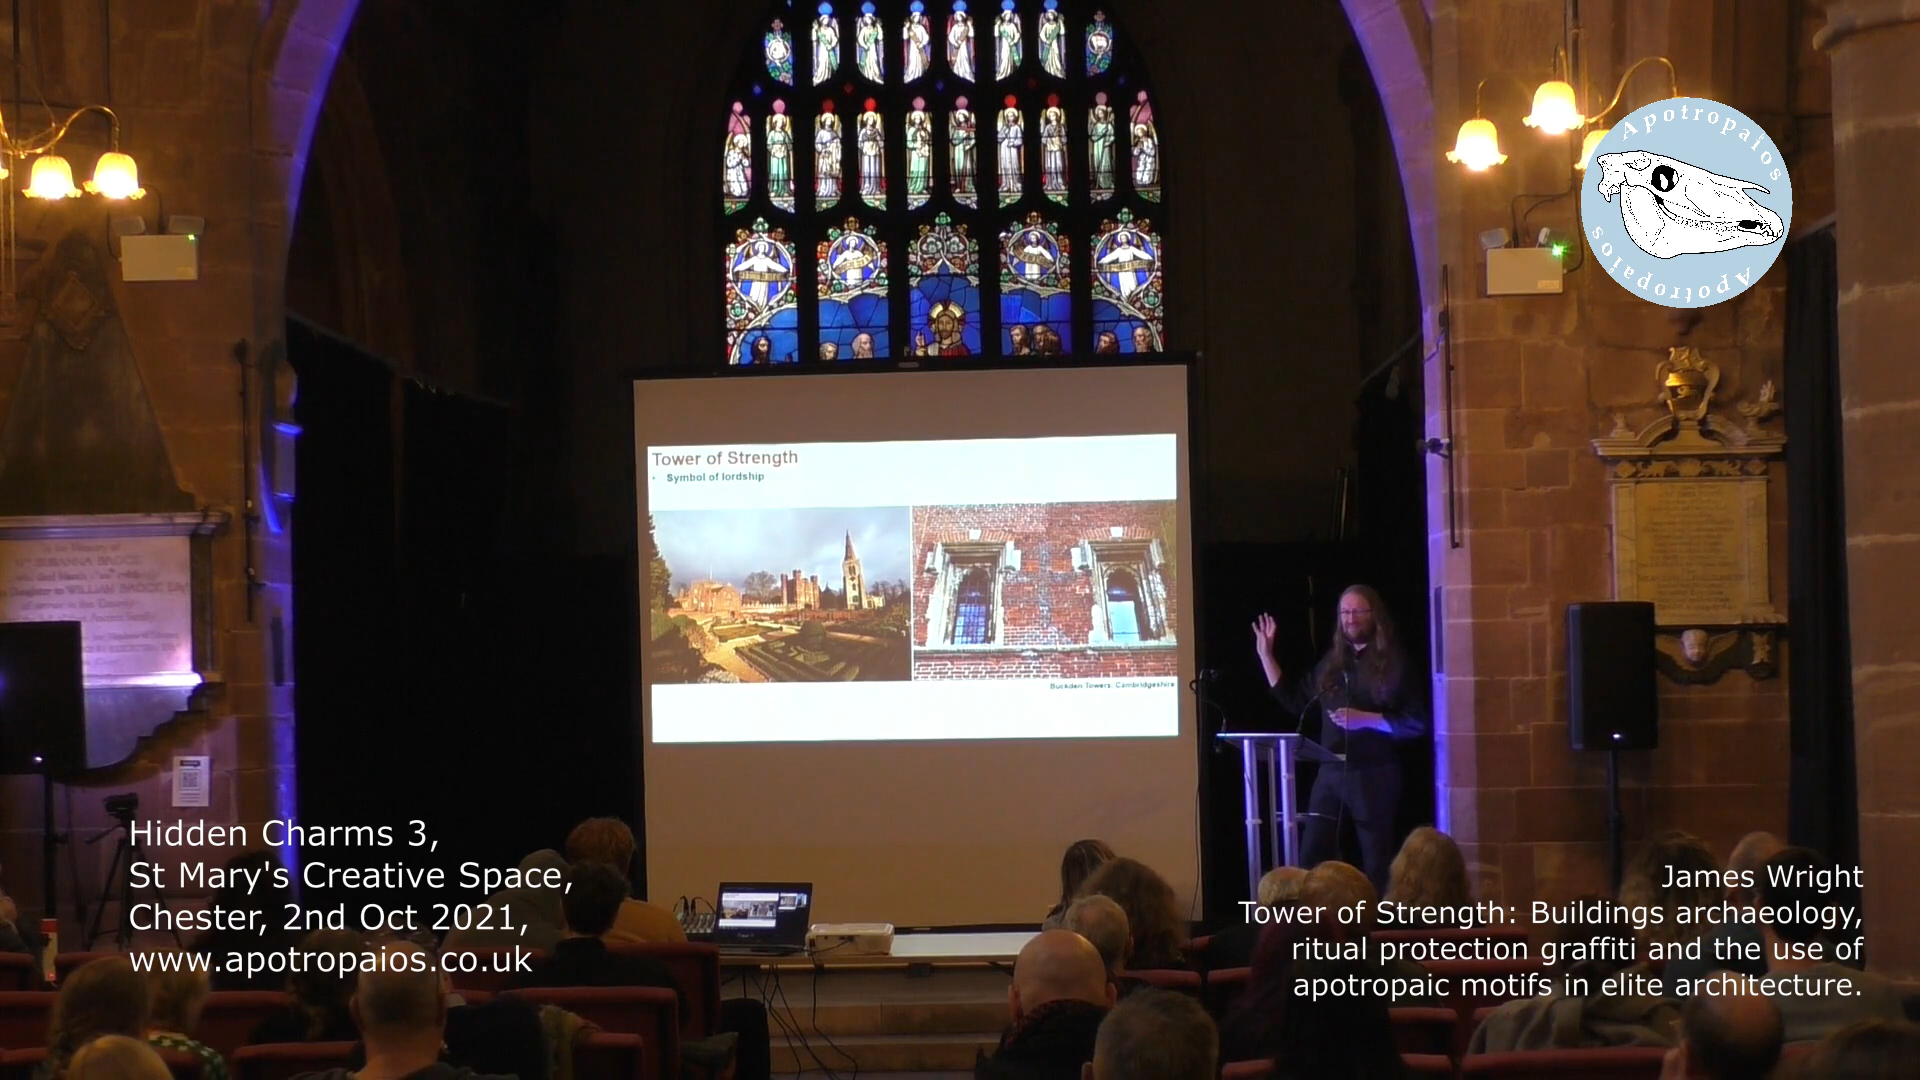 Apotropaios
Apotropaios
Tower of Strength
• Symbol of lordship
Buckden Towers: Cambridgeshire
Hidden Charms 3,
St Mary's Creative Space,
Chester, 2nd Oct 2021,
www.apotropaios.co.uk
James Wright
Tower of Strength: Buildings archaeology,
ritual protection graffiti and the use of
apotropaic motifs in elite architecture.